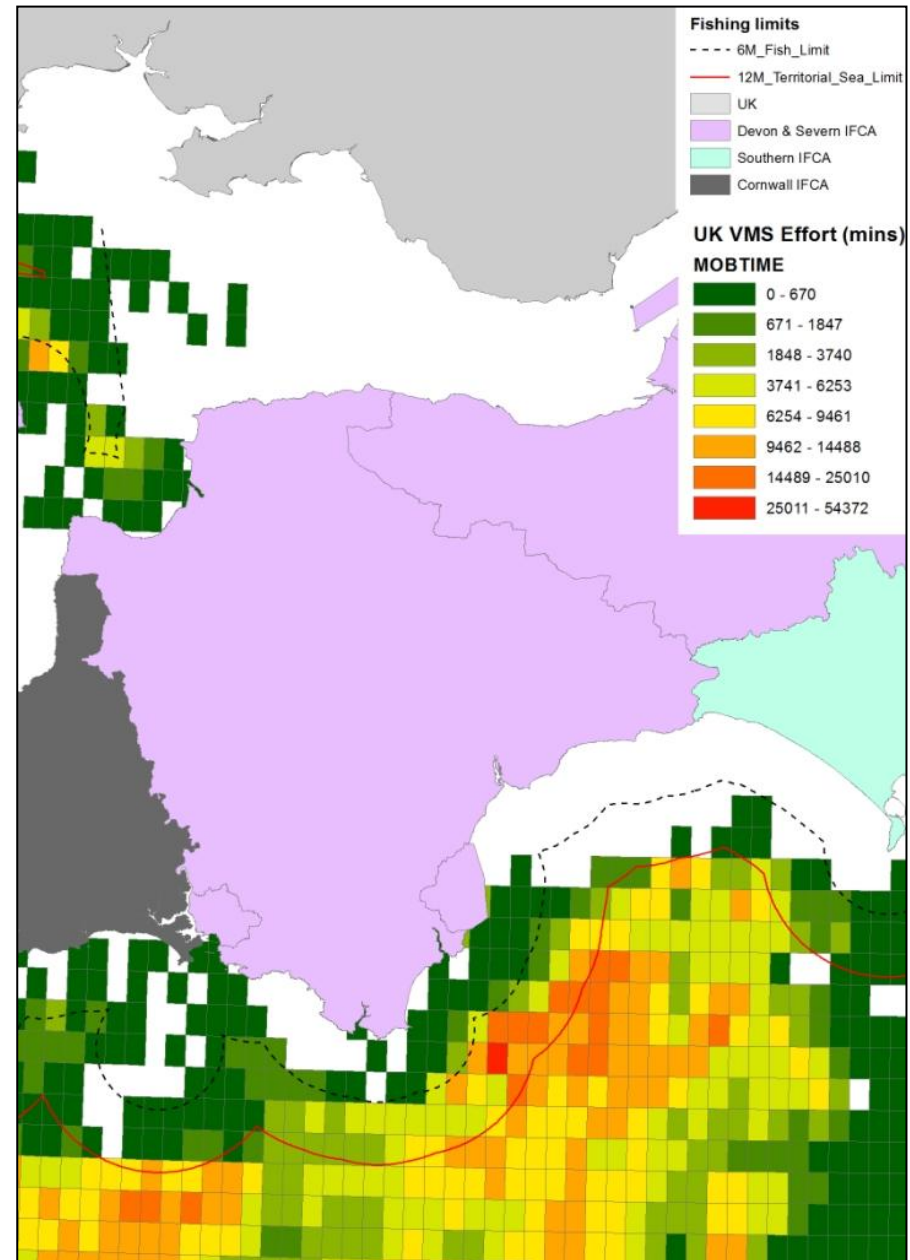 Fishing limits
6M_Fish_Limit
12M_Territorial_Sea_Limit
UK
Devon & Severn IFCA
Southern IFCA
Cornwall IFCA
UK VMS Effort (mins)
MOBTIME
0 - 670
671 - 1847
1848 - 3740
3741 - 6253
6254 - 9461
9462 - 14488
14489 - 25010
25011 - 54372